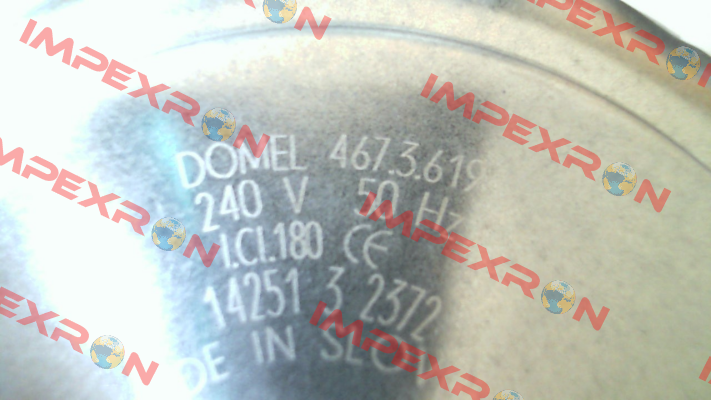 DOMEL 467.3.619
240 V 50 Hz
I.Cl.180 CE
14251 3 2372
IN
IMPEXRON
IMPEXRON
IMPEXRON
IMPEXRON
IMPEXRON
IMPEXRON
IMPEXRON